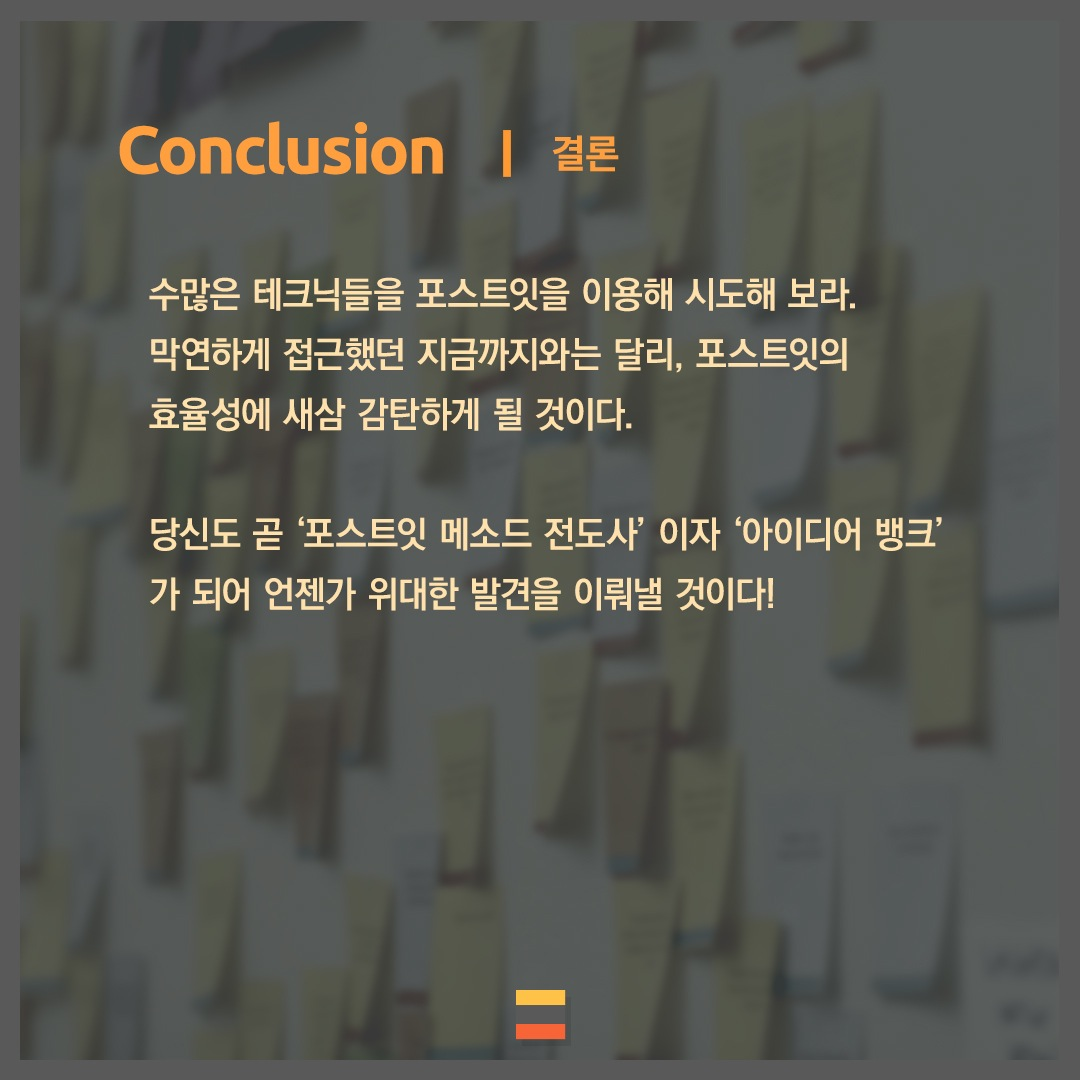 Conclusion | 결론
수많은 테크닉들을 포스트잇을 이용해 시도해 보라.
막연하게 접근했던 지금까지와는 달리, 포스트잇의
효율성에 새삼 감탄하게 될 것이다.
당신도 곧 ‘포스트잇 메소드 전도사’ 이자 ‘아이디어 뱅크’
가 되어 언젠가 위대한 발견을 이뤄낼 것이다!